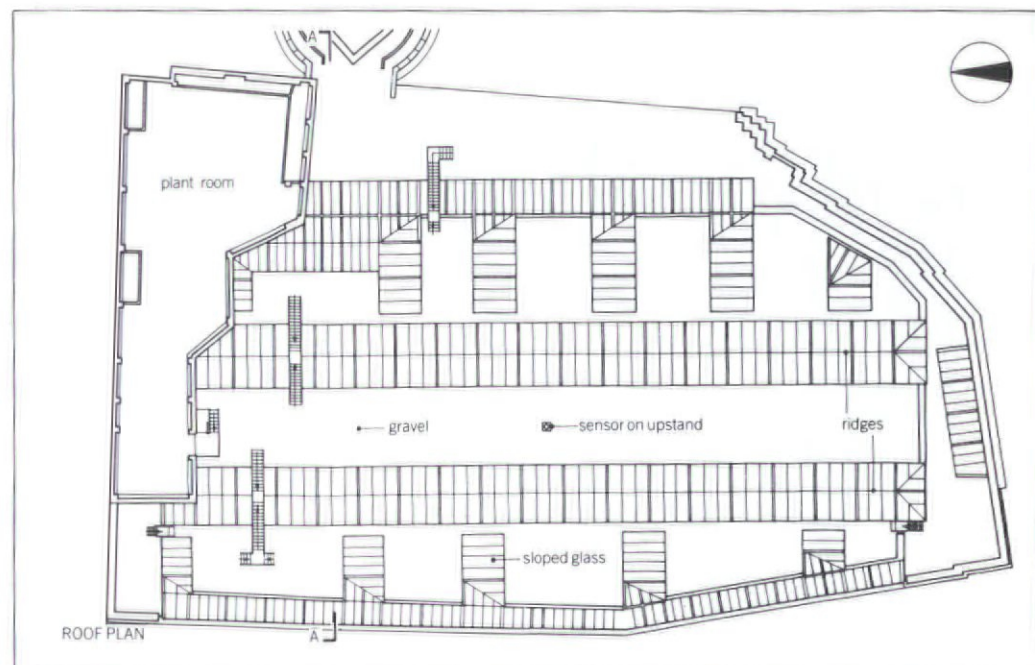 A
plant room
gravel
sensor on upstand
ridges
sloped glass
ROOF PLAN
A